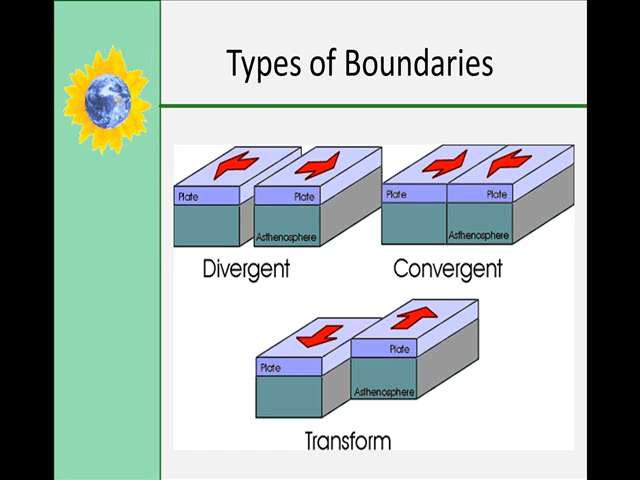 Types of Boundaries
Plate
Plate
Asthenosphere
Divergent
Plate
Plate
Asthenosphere
Convergent
Plate
Plate
Asthenosphere
Transform